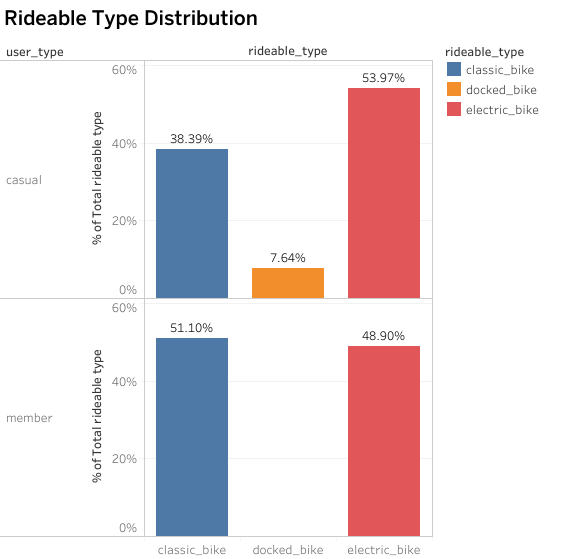 Rideable Type Distribution
user_type
rideable_type
rideable_type
classic_bike
docked_bike
electric_bike
casual
% of Total rideable type
60%
40%
20%
0%
38.39%
7.64%
53.97%
member
% of Total rideable type
60%
40%
20%
0%
51.10%
48.90%
classic_bike
docked_bike
electric_bike